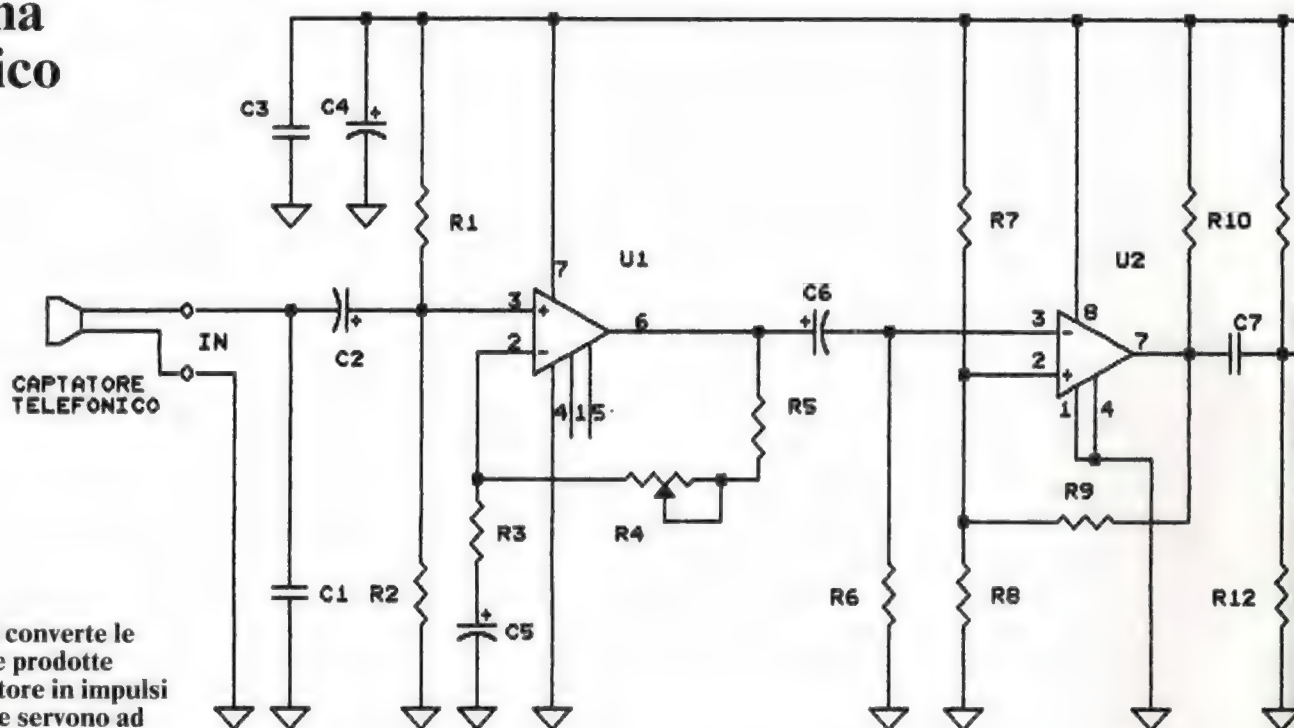 na
ico
C3
C4
R1
R7
R10
U1
U2
7
8
3
+
2
-
6
+
C6
3
-
2
+
7
C7
IN
C2
+
CAPTATORE
TELEFONICO
4
1
5
R5
1
4
R9
R3
R4
C1
R2
+
C5
R6
R8
R12
converte le
e prodotte
tore in impulsi
e servono ad